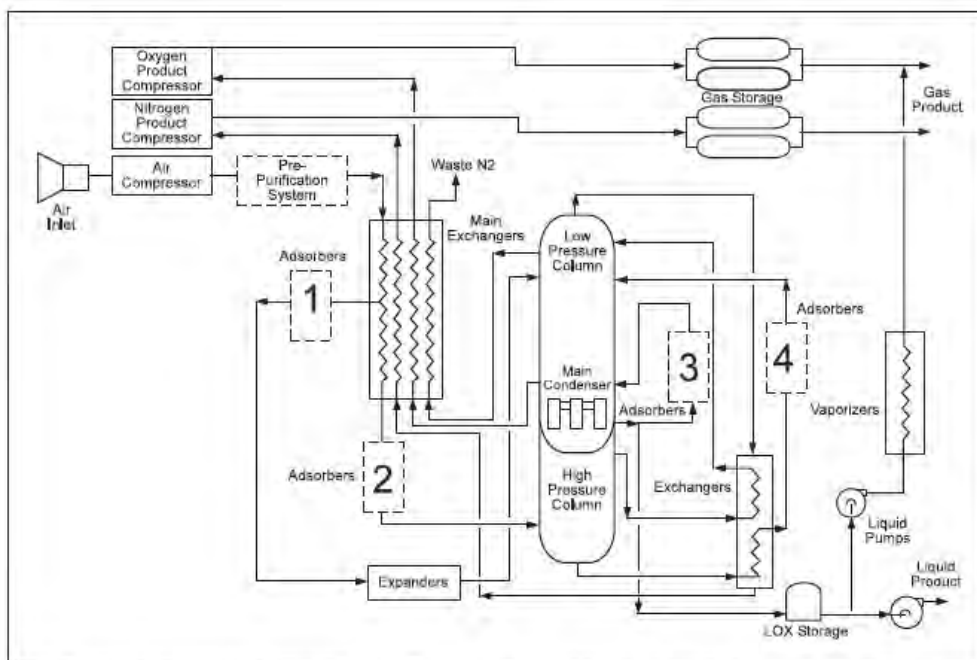 Oxygen
Product
Compressor
Nitrogen
Product
Compressor
Air
Compressor
Pre-
Purification
System
Air
Inlet
Waste N2
Gas Storage
Gas
Product
Main
Exchangers
Low
Pressure
Column
Adsorbers
1
Adsorbers
2
Main
Condenser
Adsorbers
3
Adsorbers
4
Vaporizers
High
Pressure
Column
Exchangers
Expanders
Liquid
Pumps
Liquid
Product
LOX Storage